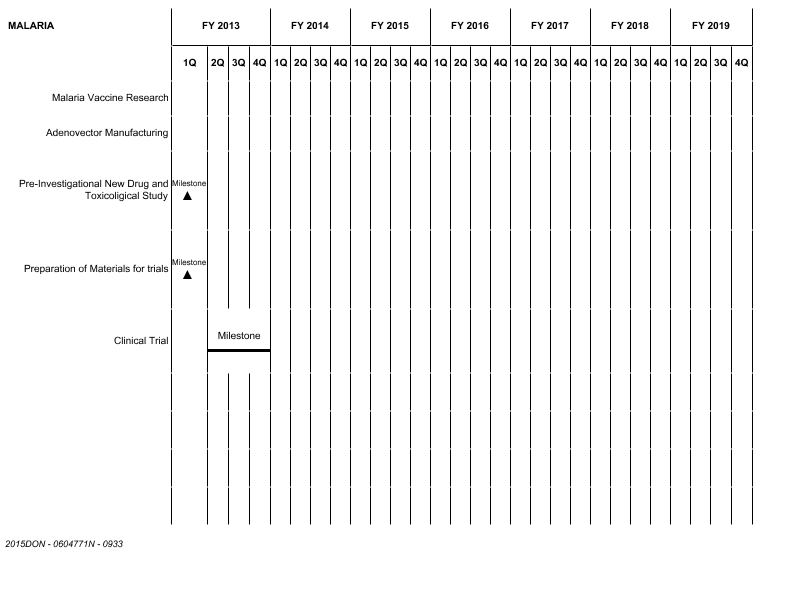 MALARIA FY 2013 FY 2014 FY 2015 FY 2016 FY 2017 FY 2018 FY 2019
1Q 2Q 3Q 4Q 1Q 2Q 3Q 4Q 1Q 2Q 3Q 4Q 1Q 2Q 3Q 4Q 1Q 2Q 3Q 4Q 1Q 2Q 3Q 4Q 1Q 2Q 3Q 4Q
Malaria Vaccine Research
Adenovector Manufacturing
Pre-Investigational New Drug and Milestone
Toxicoligical Study
Milestone
Preparation of Materials for trials
Milestone
Clinical Trial
2015DON - 0604771N - 0933